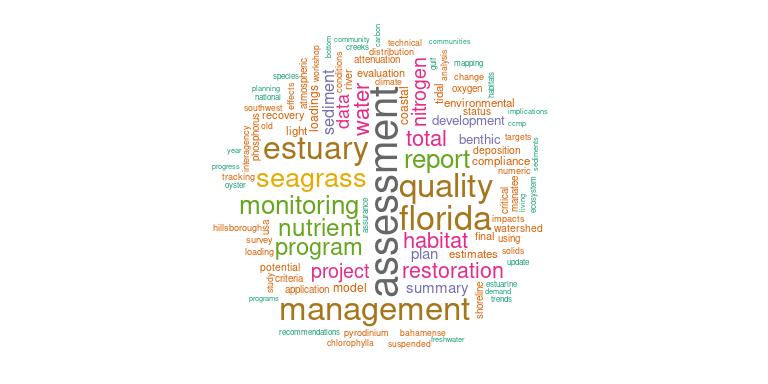 carbon
community
communities
bottom
creeks
technical
workshop
distribution
attenuation
gulf
analysis
mapping
species
atmospheric
conditions
river
evaluation
change
climate
habitats
planning
national
effects
loadings
sediment
data
water
coastal
nitrogen
tidal
oxygen
environmental
southwest
recovery
status
implications
phosphorus
old
light
development
ccmp
interagency
estuary
assessment
total
benthic
targets
year
report
deposition
sediments
progress
compliance
tracking
seagrass
quality
numeric
oyster
critical
manatee
living
ecosystem
monitoring
assurance
florida
impacts
hillsborough
usa
nutrient
watershed
survey
program
habitat
final
using
loading
plan
estimates
solids
potential
project
restoration
update
study
criteria
application
model
summary
shoreline
estuarine
demand
trends
programs
management
recommendations
pyrodinium
bahamense
chlorophylla
suspended
freshwater